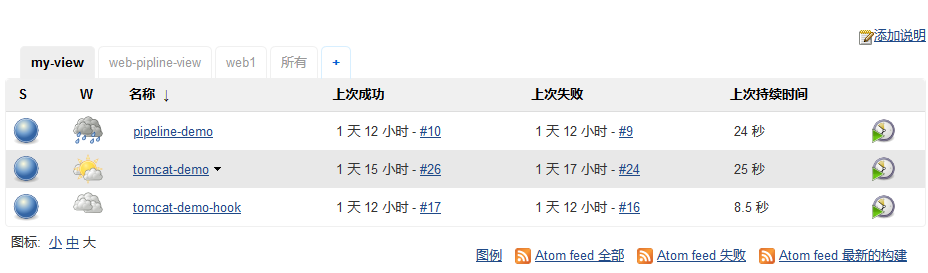 添加说明
my-view web-pipline-view web1 所有 +
S W 名称 ↓ 上次成功 上次失败 上次持续时间
pipeline-demo 1 天 12 小时 - #10 1 天 12 小时 - #9 24 秒
tomcat-demo 1 天 15 小时 - #26 1 天 17 小时 - #24 25 秒
tomcat-demo-hook 1 天 12 小时 - #17 1 天 12 小时 - #16 8.5 秒
图标: 小 中 大
图例 Atom feed 全部 Atom feed 失败 Atom feed 最新的构建